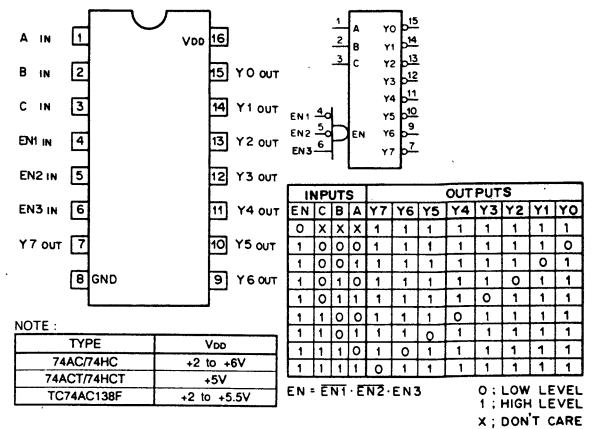 A IN 1 VDD 16
B IN 2 15 Y0 OUT
C IN 3 14 Y1 OUT
EN1 IN 4 13 Y2 OUT
EN2 IN 5 12 Y3 OUT
EN3 IN 6 11 Y4 OUT
Y7 OUT 7 10 Y5 OUT
8 GND 9 Y6 OUT
1 A Y0 15
2 B Y1 14
3 C Y2 13
Y3 12
Y4 11
EN1 4 Y5 10
EN2 5 EN Y6 9
EN3 6 Y7 7
INPUTS OUTPUTS
EN C B A Y7 Y6 Y5 Y4 Y3 Y2 Y1 Y0
0 X X X 1 1 1 1 1 1 1 1
1 0 0 0 1 1 1 1 1 1 1 0
1 0 0 1 1 1 1 1 1 1 0 1
1 0 1 0 1 1 1 1 1 0 1 1
1 0 1 1 1 1 1 1 0 1 1 1
1 1 0 0 1 1 1 0 1 1 1 1
1 1 0 1 1 1 0 1 1 1 1 1
1 1 1 0 1 0 1 1 1 1 1 1
1 1 1 1 0 1 1 1 1 1 1 1
EN = E̅N̅1̅ · E̅N̅2̅ · EN3
0 ; LOW LEVEL
1 ; HIGH LEVEL
X ; DON'T CARE
NOTE :
TYPE VDD
74AC/74HC +2 to +6V
74ACT/74HCT +5V
TC74AC138F +2 to +5.5V